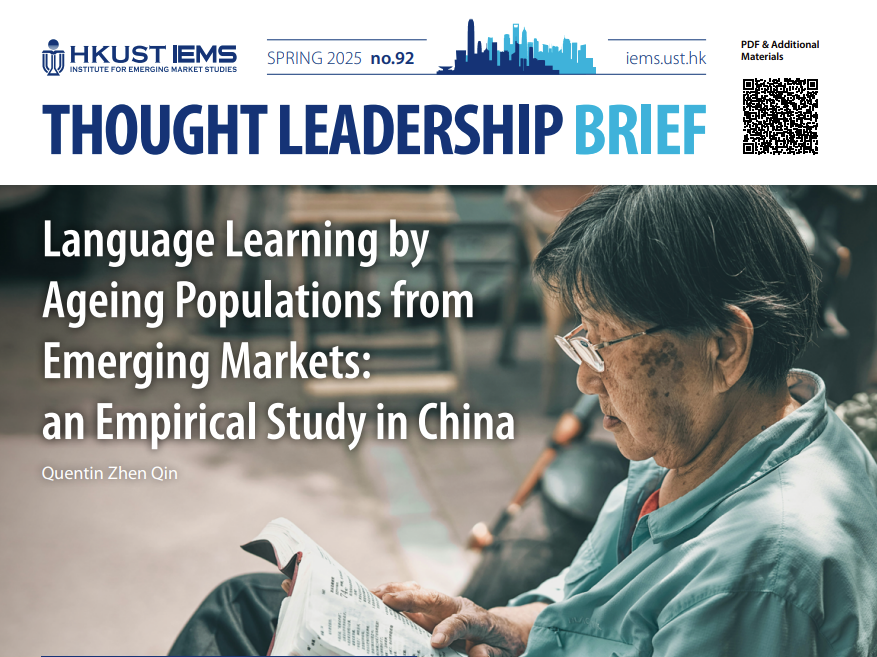 HKUST IEMS
INSTITUTE FOR EMERGING MARKET STUDIES
SPRING 2025 no.92
iems.ust.hk
PDF & Additional
Materials
THOUGHT LEADERSHIP BRIEF
Language Learning by
Ageing Populations from
Emerging Markets:
an Empirical Study in China
Quentin Zhen Qin